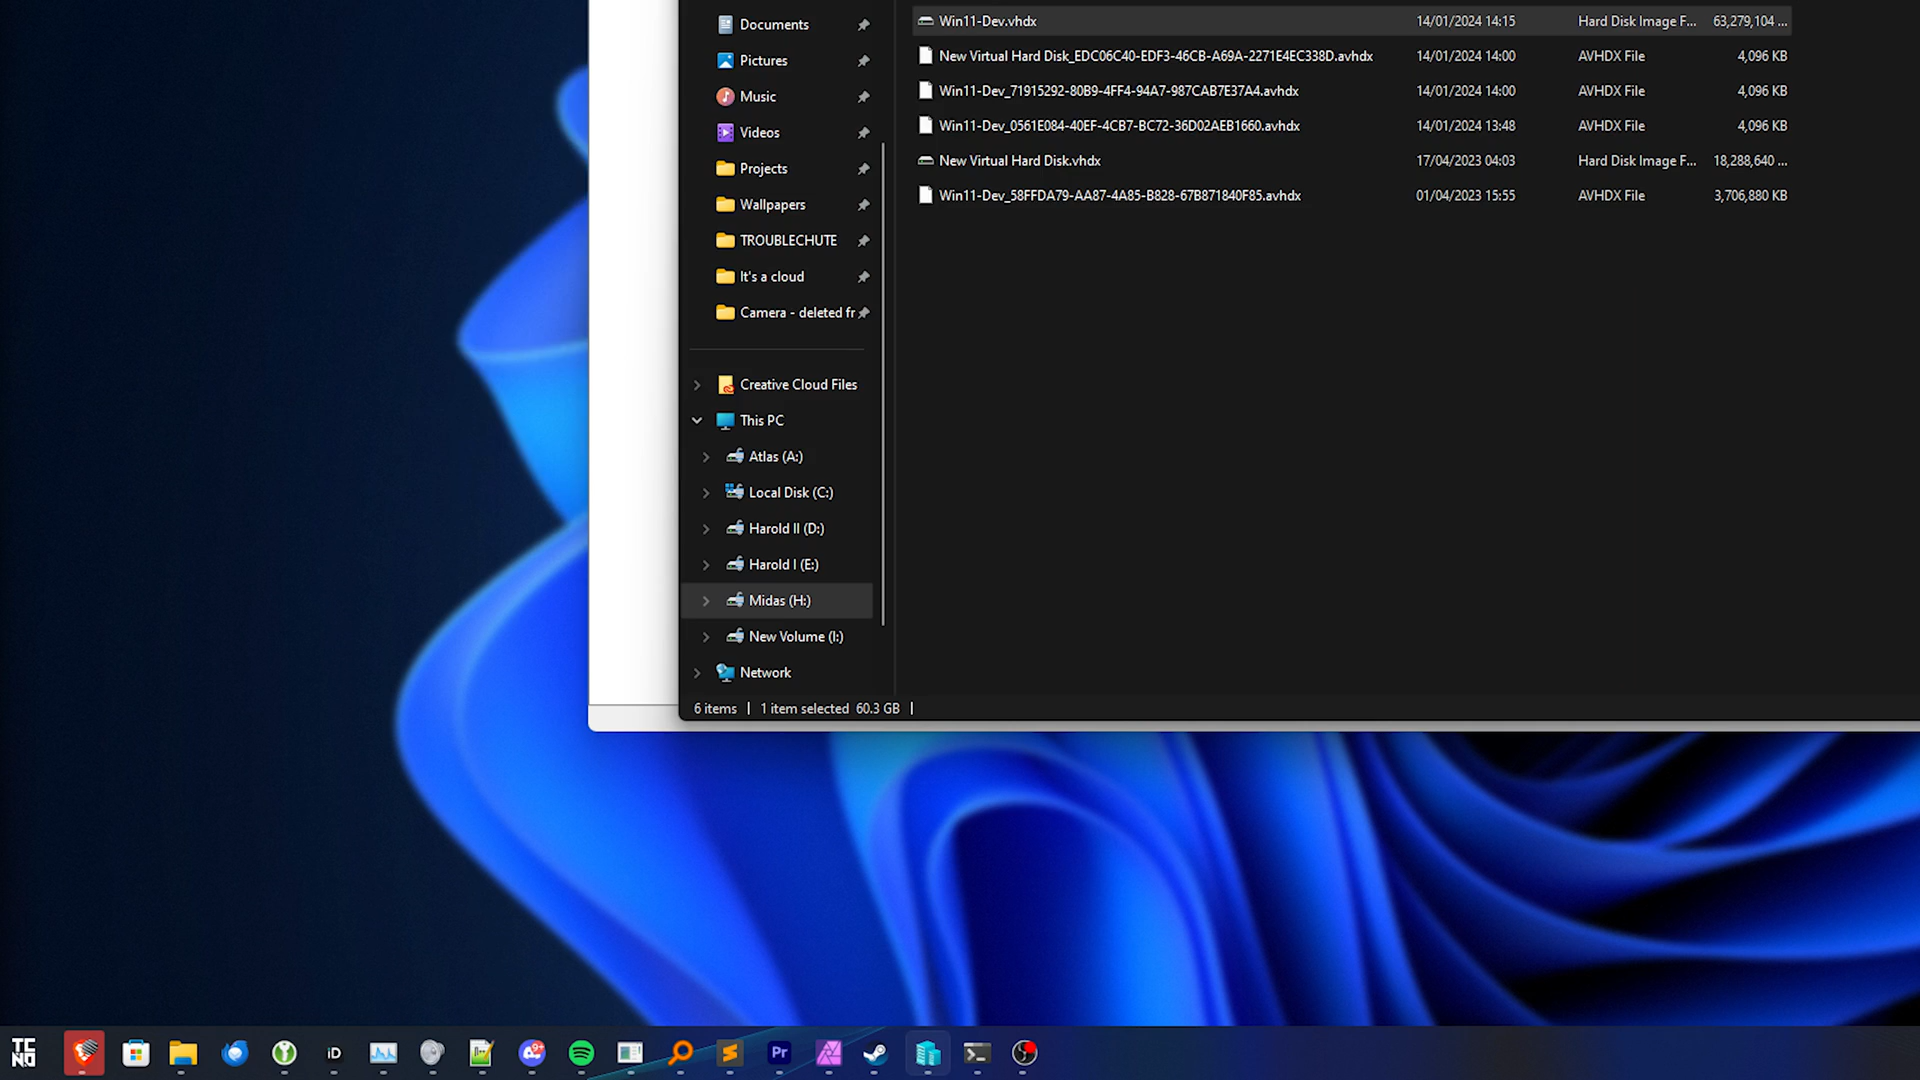 Documents
Pictures
Music
Videos
Projects
Wallpapers
TROUBLECHUTE
It's a cloud
Camera - deleted fr
Creative Cloud Files
This PC
Atlas (A:)
Local Disk (C:)
Harold II (D:)
Harold I (E:)
Midas (H:)
New Volume (I:)
Network
Win11-Dev.vhdx 14/01/2024 14:15 Hard Disk Image F... 63,279,104 ...
New Virtual Hard Disk_EDC06C40-EDF3-46CB-A69A-2271E4EC338D.avhdx 14/01/2024 14:00 AVHDX File 4,096 KB
Win11-Dev_71915292-80B9-4FF4-94A7-987CAB7E37A4.avhdx 14/01/2024 14:00 AVHDX File 4,096 KB
Win11-Dev_0561E084-40EF-4CB7-BC72-36D02AEB1660.avhdx 14/01/2024 13:48 AVHDX File 4,096 KB
New Virtual Hard Disk.vhdx 17/04/2023 04:03 Hard Disk Image F... 18,288,640 ...
Win11-Dev_58FFDA79-AA87-4A85-B828-67B871840F85.avhdx 01/04/2023 15:55 AVHDX File 3,706,880 KB
6 items | 1 item selected 60.3 GB |
TC
NO
iD
9+
Pr